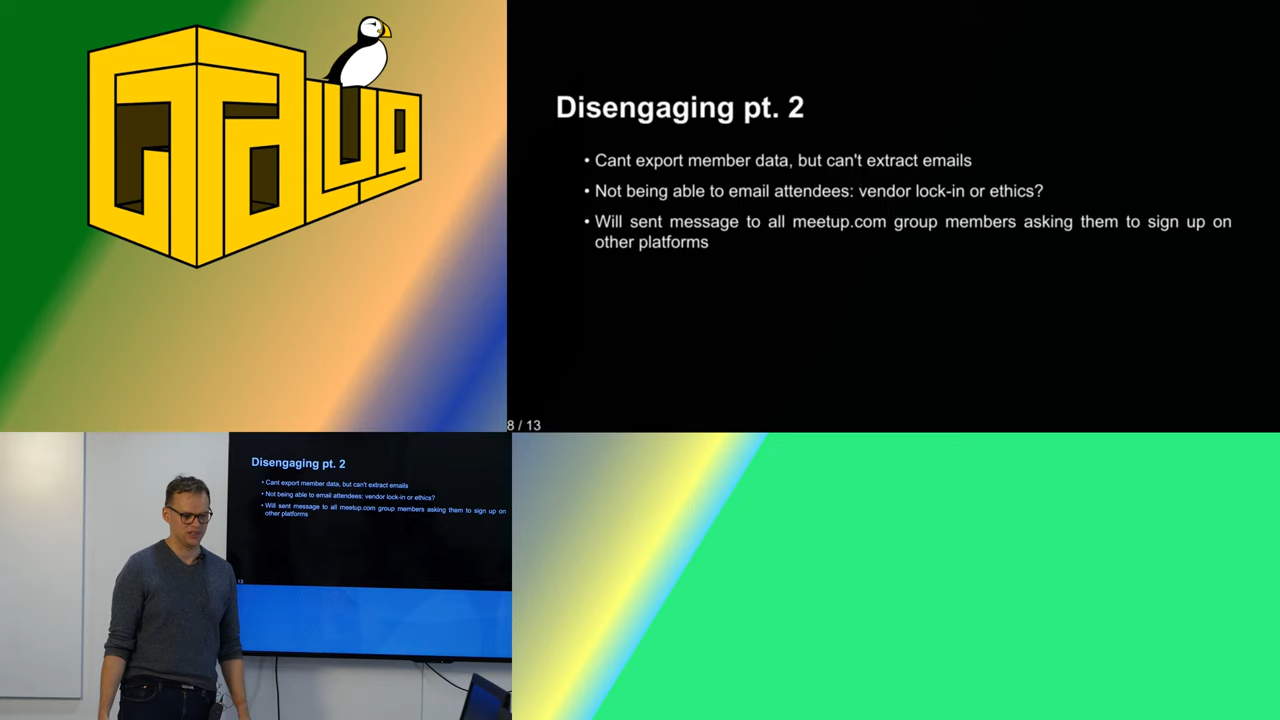 GTALUG
Disengaging pt. 2
• Cant export member data, but can't extract emails
• Not being able to email attendees: vendor lock-in or ethics?
• Will sent message to all meetup.com group members asking them to sign up on
other platforms
8 / 13
Disengaging pt. 2
• Cant export member data, but can't extract emails
• Not being able to email attendees: vendor lock-in or ethics?
• Will sent message to all meetup.com group members asking them to sign up on
other platforms
13